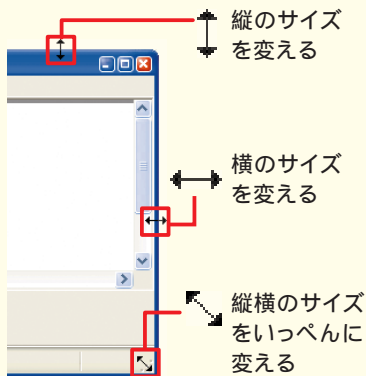 縦のサイズ
を変える
横のサイズ
を変える
縦横のサイズ
をいっぺんに
変える